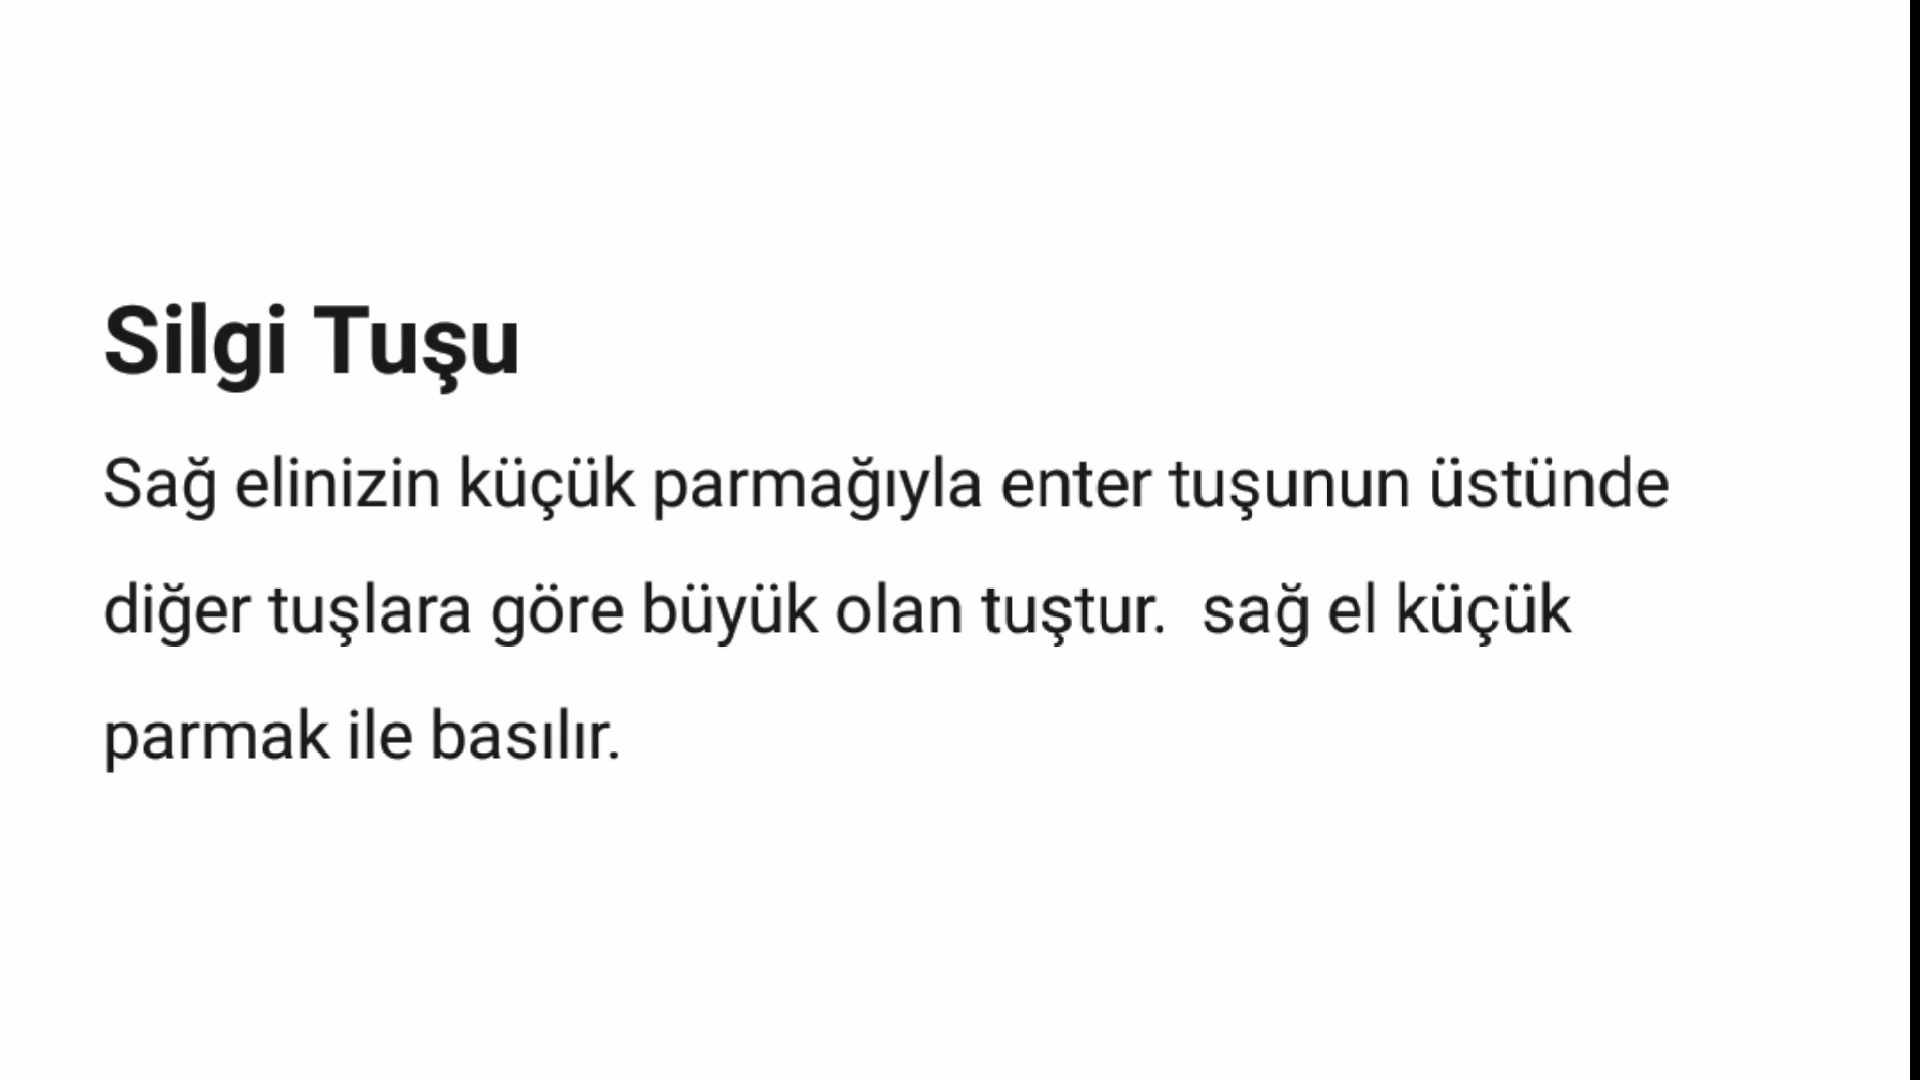 Silgi Tuşu
Sağ elinizin küçük parmağıyla enter tuşunun üstünde
diğer tuşlara göre büyük olan tuştur.  sağ el küçük
parmak ile basılır.